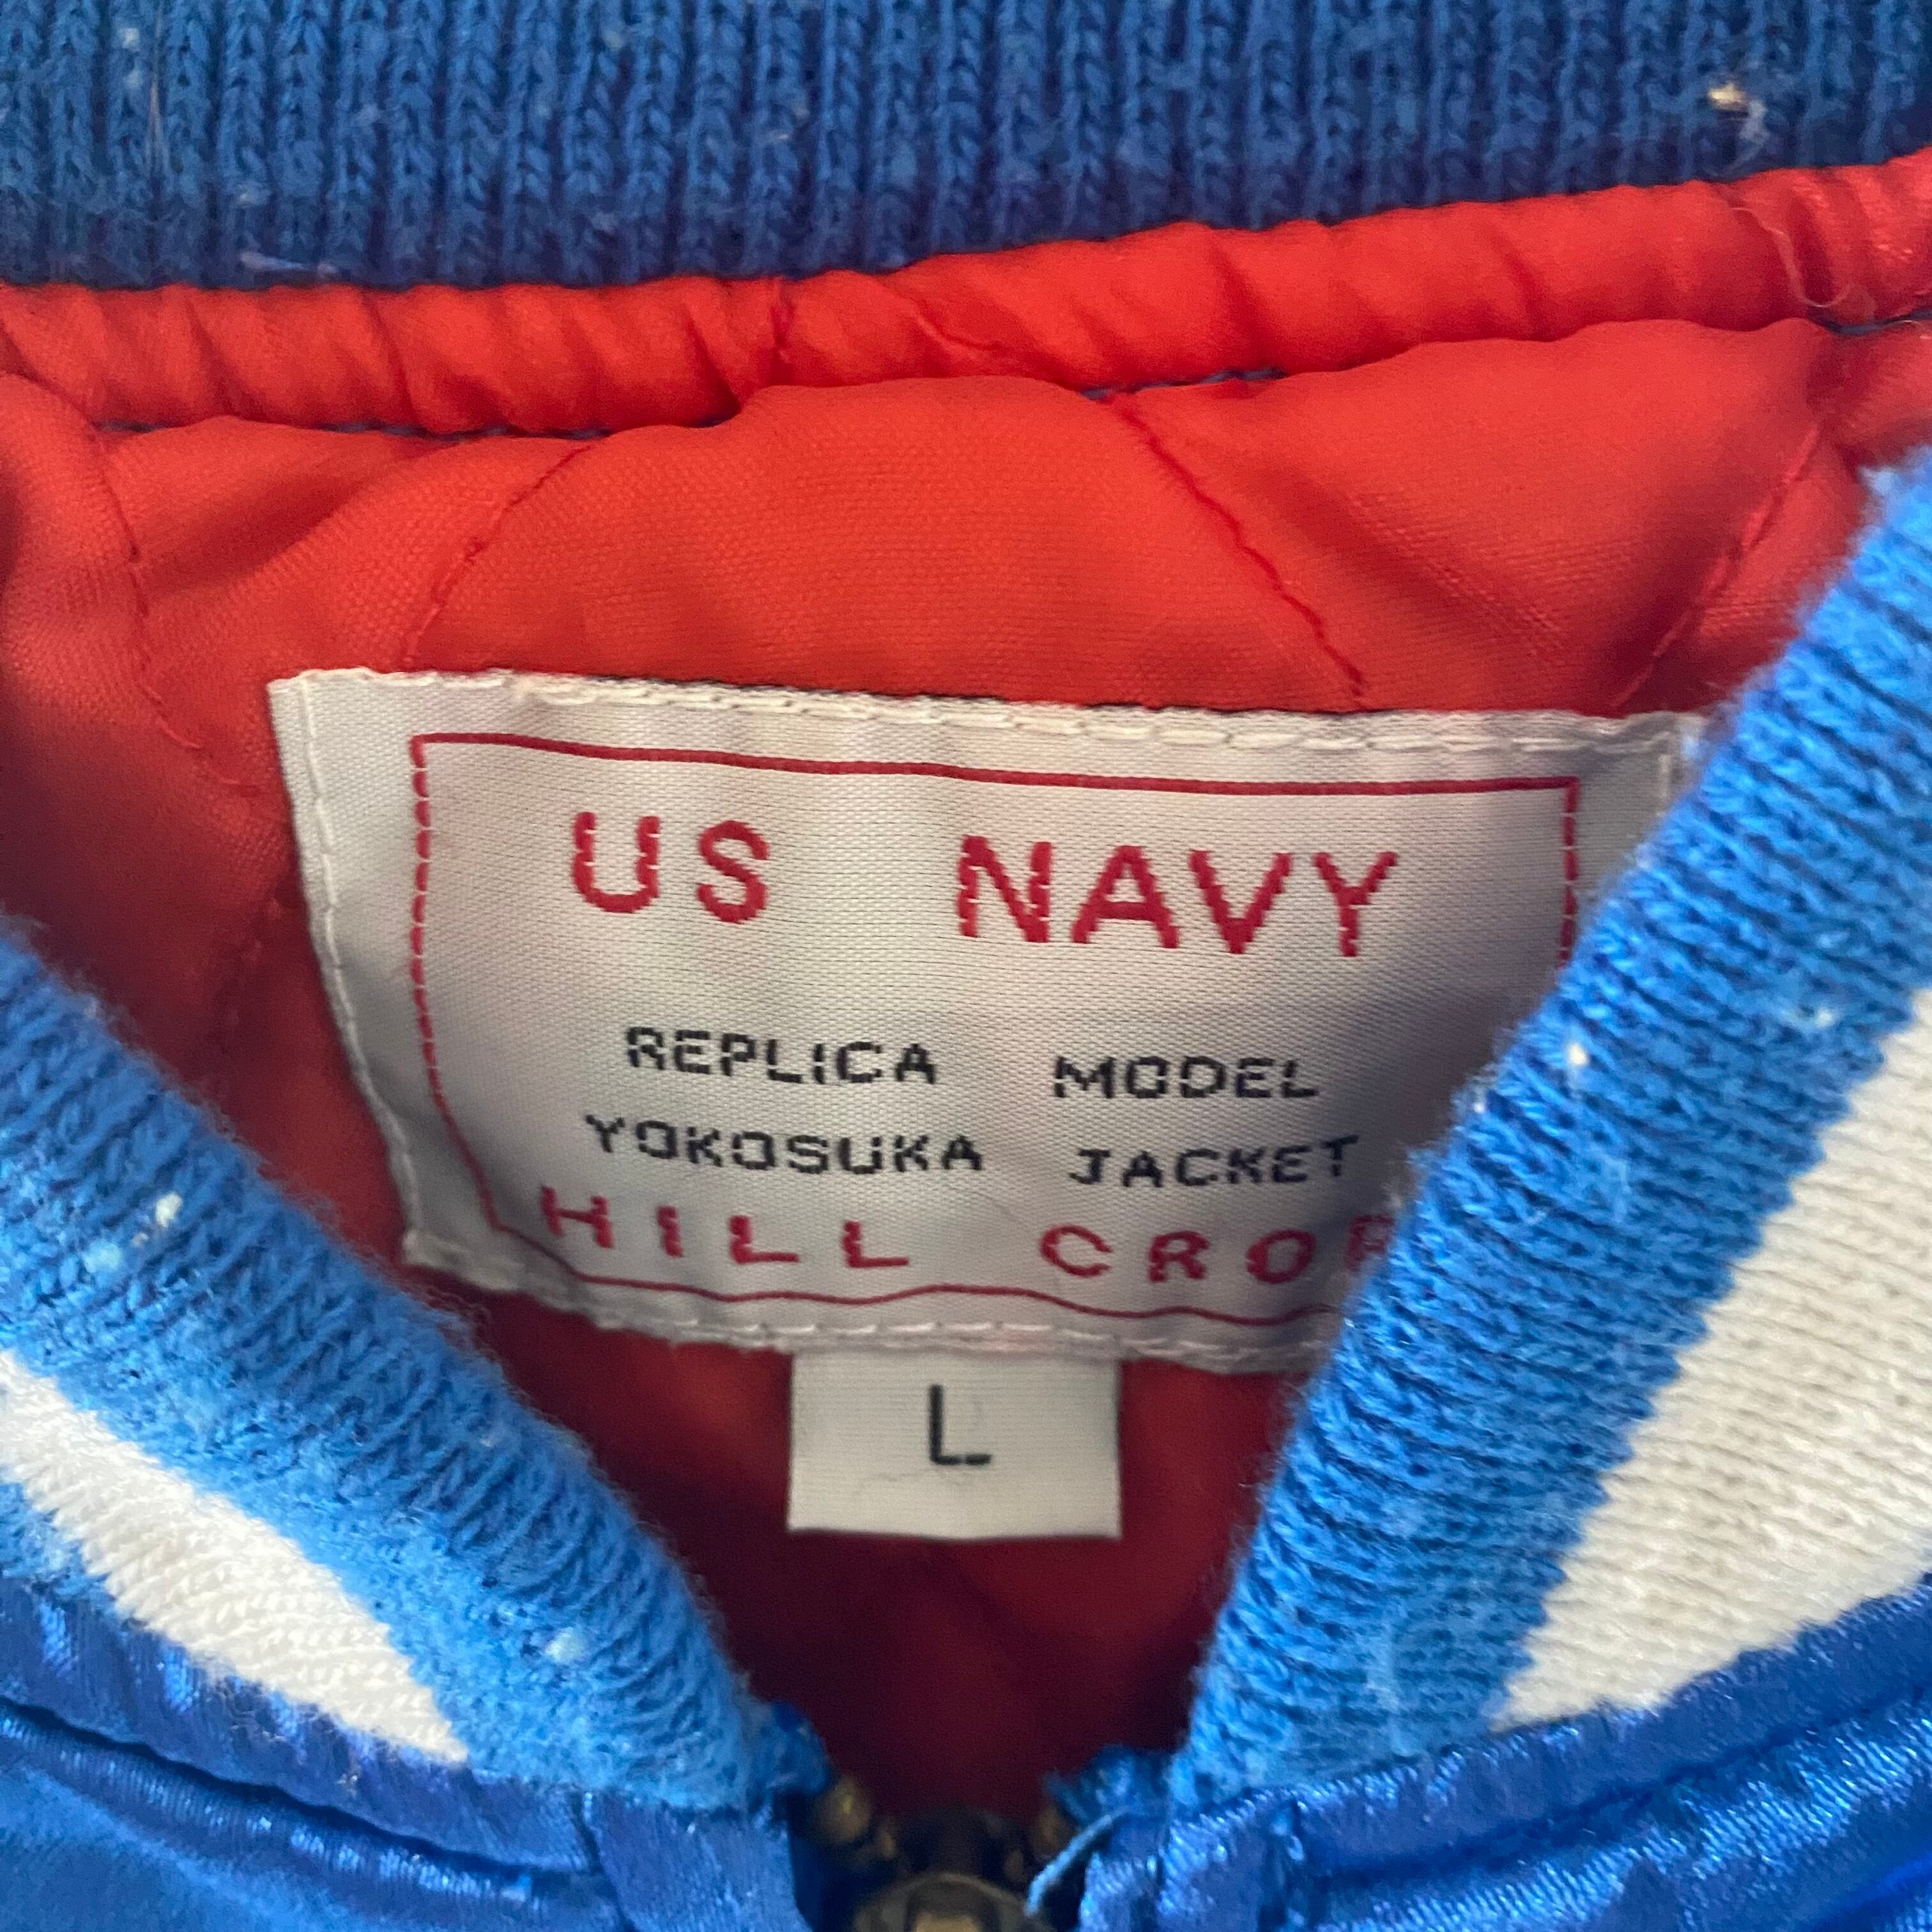 US NAVY
REPLICA MODEL
YOKOSUKA JACKET
HILL CROP
L